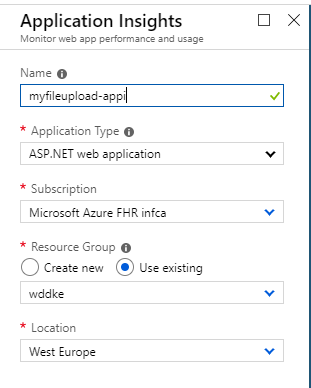 Application Insights
Monitor web app performance and usage
Name
myfileupload-appi
* Application Type
ASP.NET web application
* Subscription
Microsoft Azure FHR infca
* Resource Group
Create new Use existing
wddke
* Location
West Europe